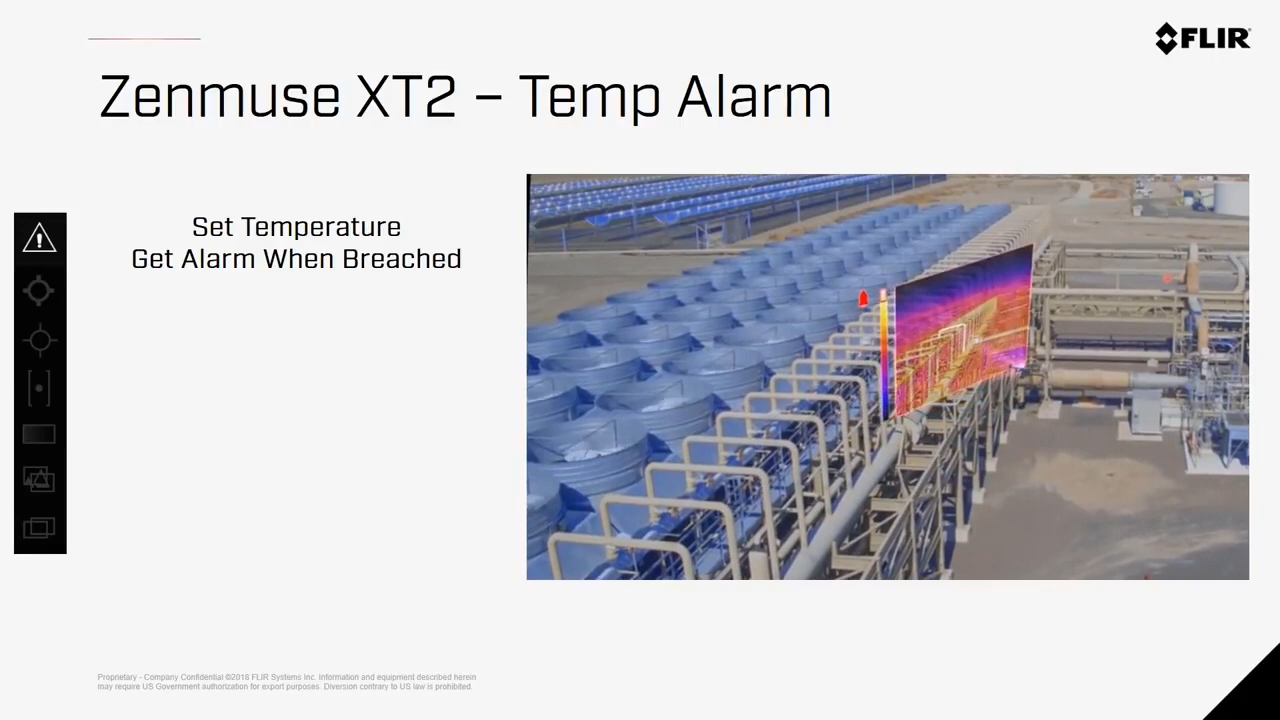 FLIR
Zenmuse XT2 – Temp Alarm
Set Temperature
Get Alarm When Breached
Proprietary - Company Confidential ©2018 FLIR Systems Inc. Information and equipment described herein
may require US Government authorization for export purposes. Diversion contrary to US law is prohibited.